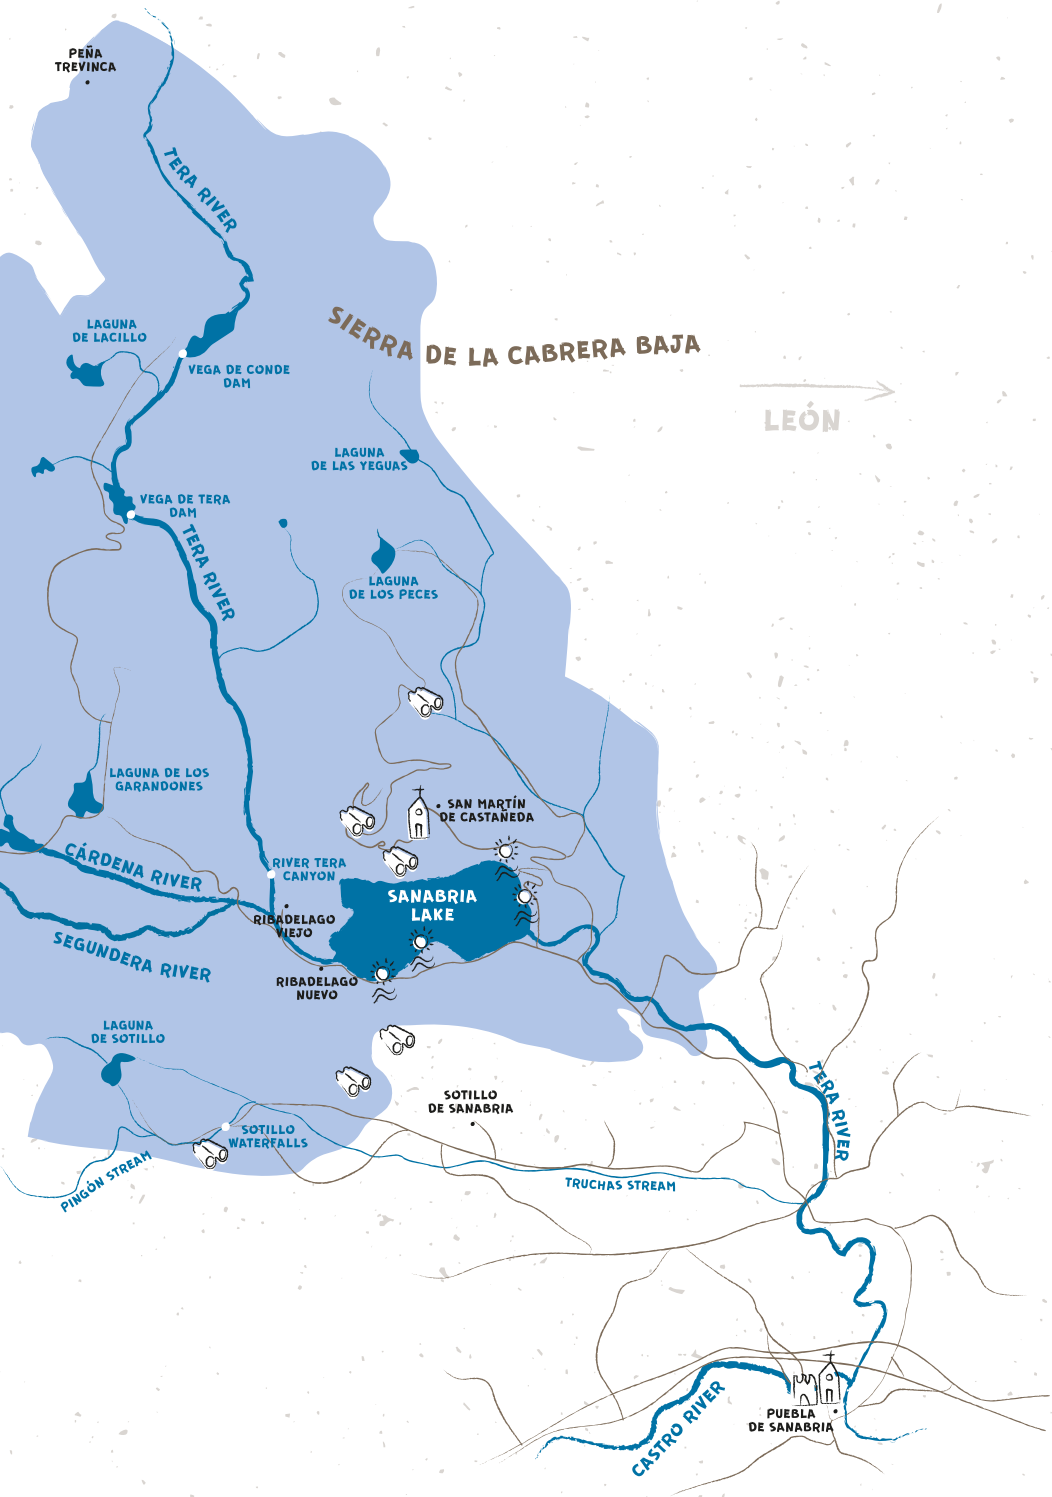 PEÑA
TREVINCA
TERA RIVER
SIERRA DE LA CABRERA BAJA
LAGUNA
DE LACILLO
VEGA DE CONDE
DAM
LEÓN
LAGUNA
DE LAS YEGUAS
VEGA DE TERA
DAM
TERA RIVER
LAGUNA
DE LOS PECES
LAGUNA DE LOS
GARANDONES
SAN MARTÍN
DE CASTAÑEDA
CÁRDENA RIVER
RIVER TERA
CANYON
SANABRIA
LAKE
RIBADELAGO
VIEJO
SEGUNDERA RIVER
RIBADELAGO
NUEVO
LAGUNA
DE SOTILLO
SOTILLO
DE SANABRIA
TERA RIVER
SOTILLO
WATERFALLS
PINGÓN STREAM
TRUCHAS STREAM
CASTRO RIVER
PUEBLA
DE SANABRIA